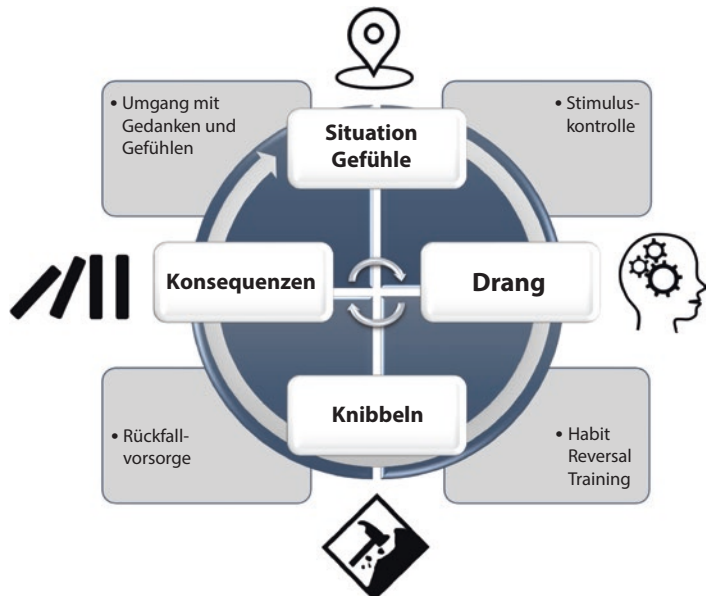 • Umgang mit
Gedanken und
Gefühlen
Situation
Gefühle
• Stimulus-
kontrolle
Konsequenzen
Drang
Knibbeln
• Rückfall-
vorsorge
• Habit
Reversal
Training